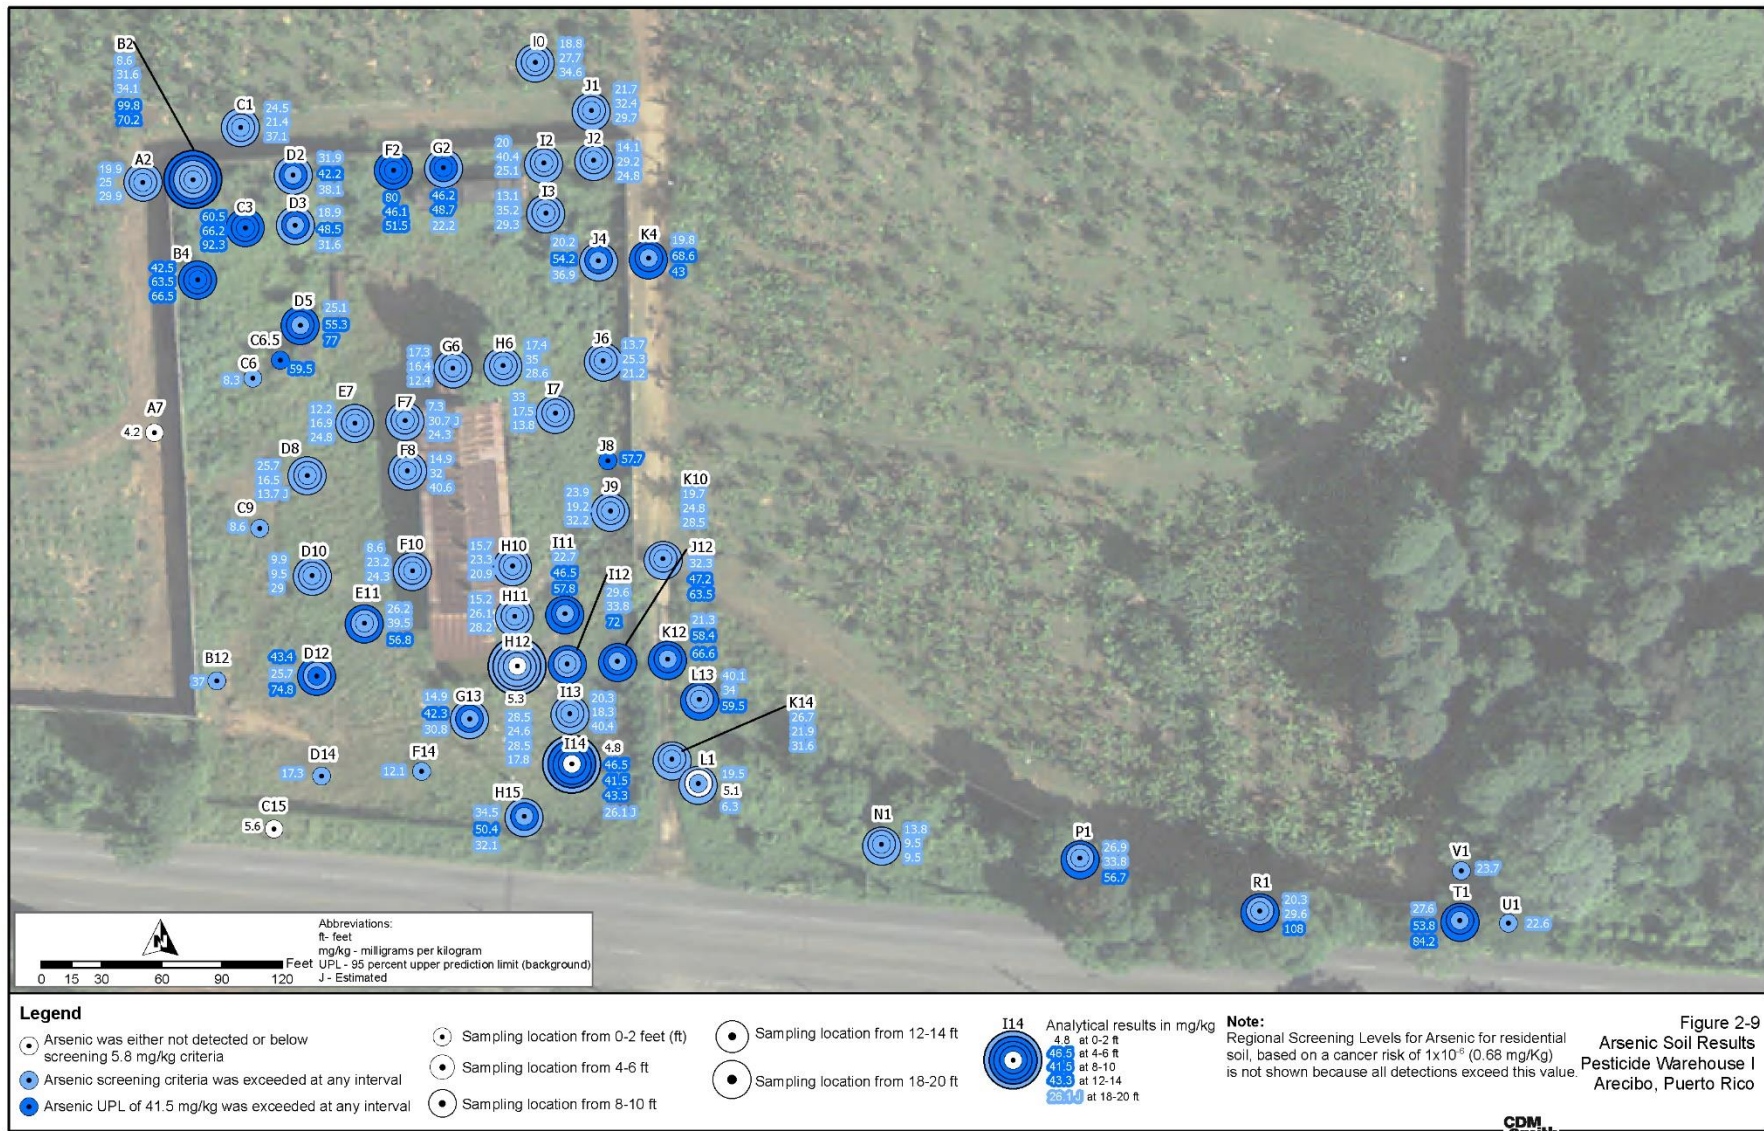 B2
8.6
31.6
34.1
99.8
70.2
I0
18.8
27.7
34.6
C1
24.5
21.4
37.1
J1
21.7
32.4
29.7
A2
19.9
25
29.9
D2
31.9
42.2
38.1
F2
80
46.1
51.5
G2
46.2
48.7
22.2
I2
20
40.4
25.1
J2
14.1
29.2
24.8
C3
60.5
66.2
92.3
D3
18.9
48.5
31.6
I3
13.1
35.2
29.3
B4
42.5
63.5
66.5
J4
20.2
54.2
36.9
K4
19.8
68.6
43
D5
25.1
55.3
77
C6.5
59.5
C6
8.3
G6
17.3
16.4
12.4
H6
17.4
35
28.6
J6
13.7
25.3
21.2
A7
4.2
E7
12.2
16.9
24.8
F7
7.3
30.7 J
24.3
I7
33
17.5
13.8
D8
25.7
16.5
13.7 J
F8
14.9
32
40.6
J8
57.7
C9
8.6
J9
23.9
19.2
32.2
K10
19.7
24.8
28.5
D10
9.9
9.5
29
F10
8.6
23.2
24.3
H10
15.7
23.3
20.9
I11
22.7
46.5
57.8
J12
32.3
47.2
63.5
E11
26.2
39.5
56.8
H11
15.2
26.1
28.2
I12
29.6
33.8
72
B12
37
D12
43.4
25.7
74.8
H12
5.3
28.5
24.6
28.5
17.8
K12
21.3
58.4
66.6
G13
14.9
42.3
30.8
I13
20.3
18.3
40.4
L13
40.1
34
59.5
K14
26.7
21.9
31.6
D14
17.3
F14
12.1
I14
4.8
46.5
41.5
43.3
26.1 J
L1
19.5
5.1
6.3
C15
5.6
H15
34.5
50.4
32.1
N1
13.8
9.5
9.5
P1
26.9
33.8
56.7
R1
20.3
29.6
108
V1
23.7
T1
27.6
53.8
84.2
U1
22.6
N
Feet
0 15 30 60 90 120
Abbreviations:
ft- feet
mg/kg - milligrams per kilogram
UPL - 95 percent upper prediction limit (background)
J - Estimated
Legend
Arsenic was either not detected or below
screening 5.8 mg/kg criteria
Arsenic screening criteria was exceeded at any interval
Arsenic UPL of 41.5 mg/kg was exceeded at any interval
Sampling location from 0-2 feet (ft)
Sampling location from 4-6 ft
Sampling location from 8-10 ft
Sampling location from 12-14 ft
Sampling location from 18-20 ft
I14
Analytical results in mg/kg
4.8 at 0-2 ft
46.5 at 4-6 ft
41.5 at 8-10
43.3 at 12-14
26.1 J at 18-20 ft
Note:
Regional Screening Levels for Arsenic for residential
soil, based on a cancer risk of 1x10⁻⁶ (0.68 mg/Kg)
is not shown because all detections exceed this value.
Figure 2-9
Arsenic Soil Results
Pesticide Warehouse I
Arecibo, Puerto Rico
CDM